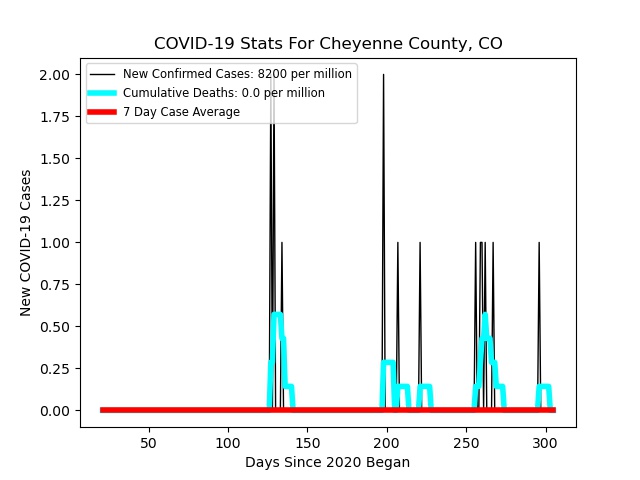 COVID-19 Stats For Cheyenne County, CO
New Confirmed Cases: 8200 per million
Cumulative Deaths: 0.0 per million
7 Day Case Average
2.00
1.75
1.50
1.25
1.00
0.75
0.50
0.25
0.00
New COVID-19 Cases
50 100 150 200 250 300
Days Since 2020 Began